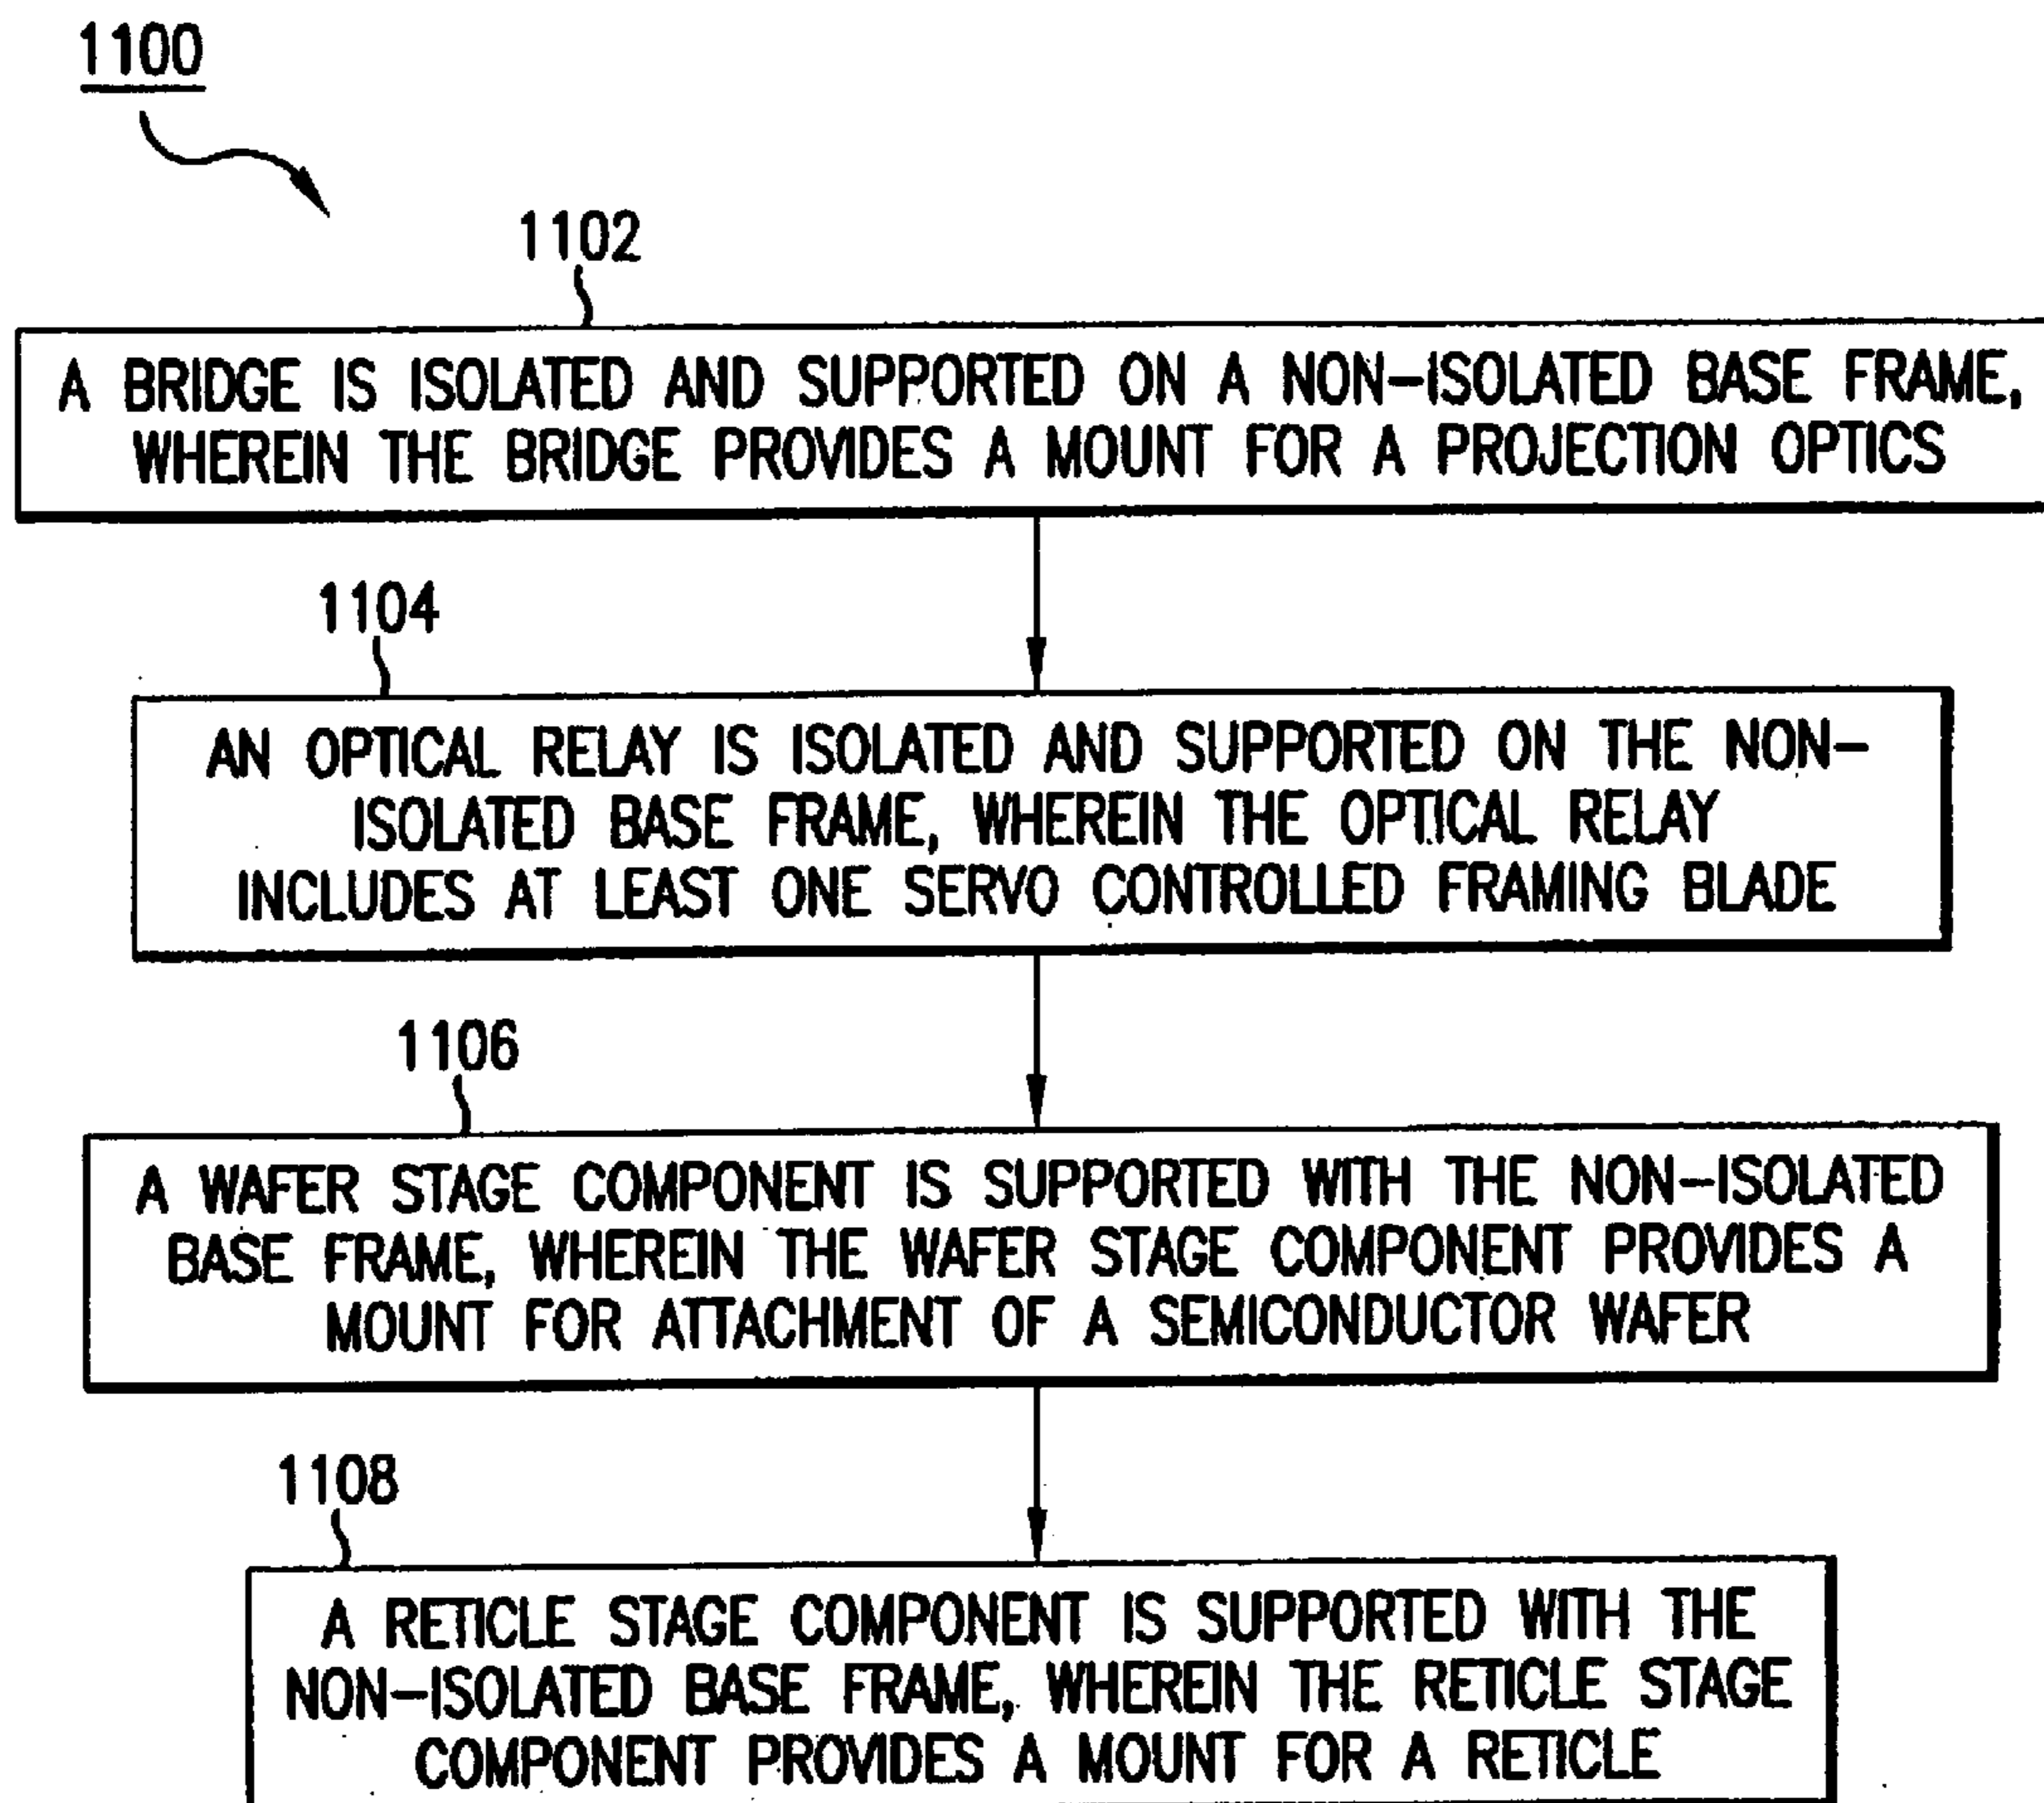 1100
1102
A BRIDGE IS ISOLATED AND SUPPORTED ON A NON-ISOLATED BASE FRAME,
WHEREIN THE BRIDGE PROVIDES A MOUNT FOR A PROJECTION OPTICS
1104
AN OPTICAL RELAY IS ISOLATED AND SUPPORTED ON THE NON-
ISOLATED BASE FRAME, WHEREIN THE OPTICAL RELAY
INCLUDES AT LEAST ONE SERVO CONTROLLED FRAMING BLADE
1106
A WAFER STAGE COMPONENT IS SUPPORTED WITH THE NON-ISOLATED
BASE FRAME, WHEREIN THE WAFER STAGE COMPONENT PROVIDES A
MOUNT FOR ATTACHMENT OF A SEMICONDUCTOR WAFER
1108
A RETICLE STAGE COMPONENT IS SUPPORTED WITH THE
NON-ISOLATED BASE FRAME, WHEREIN THE RETICLE STAGE
COMPONENT PROVIDES A MOUNT FOR A RETICLE